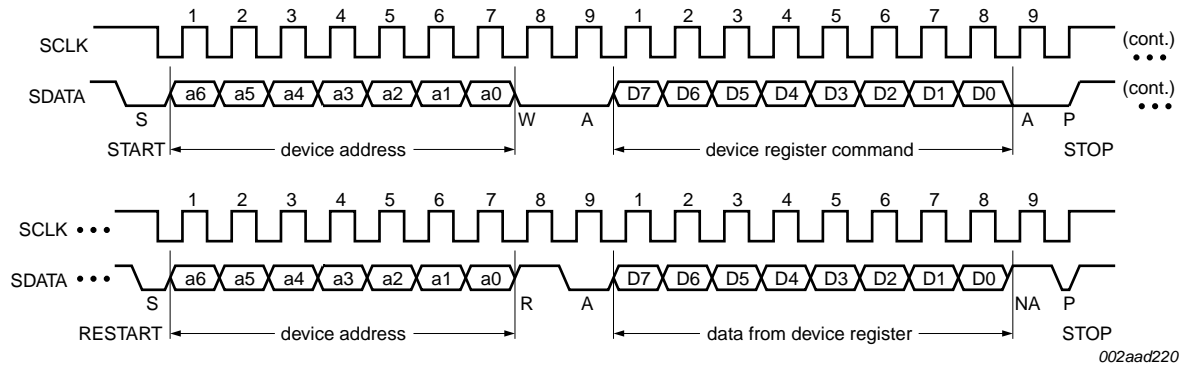 1 2 3 4 5 6 7 8 9 1 2 3 4 5 6 7 8 9
SCLK (cont.)
SDATA a6 a5 a4 a3 a2 a1 a0 D7 D6 D5 D4 D3 D2 D1 D0 (cont.)
S W A A P
START device address device register command STOP
1 2 3 4 5 6 7 8 9 1 2 3 4 5 6 7 8 9
SCLK
SDATA a6 a5 a4 a3 a2 a1 a0 D7 D6 D5 D4 D3 D2 D1 D0
S R A NA P
RESTART device address data from device register STOP
002aad220